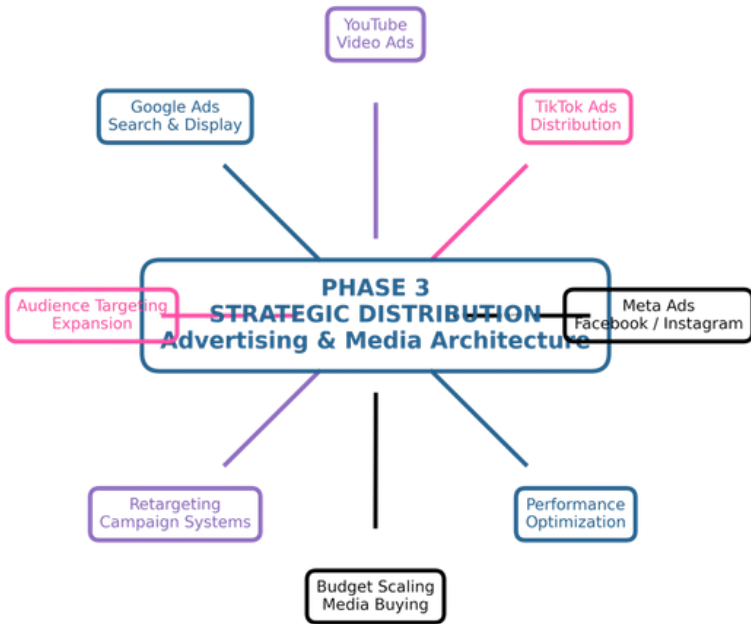 YouTube
Video Ads
Google Ads
Search & Display
TikTok Ads
Distribution
PHASE 3
STRATEGIC DISTRIBUTION
Advertising & Media Architecture
Audience Targeting
Expansion
Meta Ads
Facebook / Instagram
Retargeting
Campaign Systems
Performance
Optimization
Budget Scaling
Media Buying